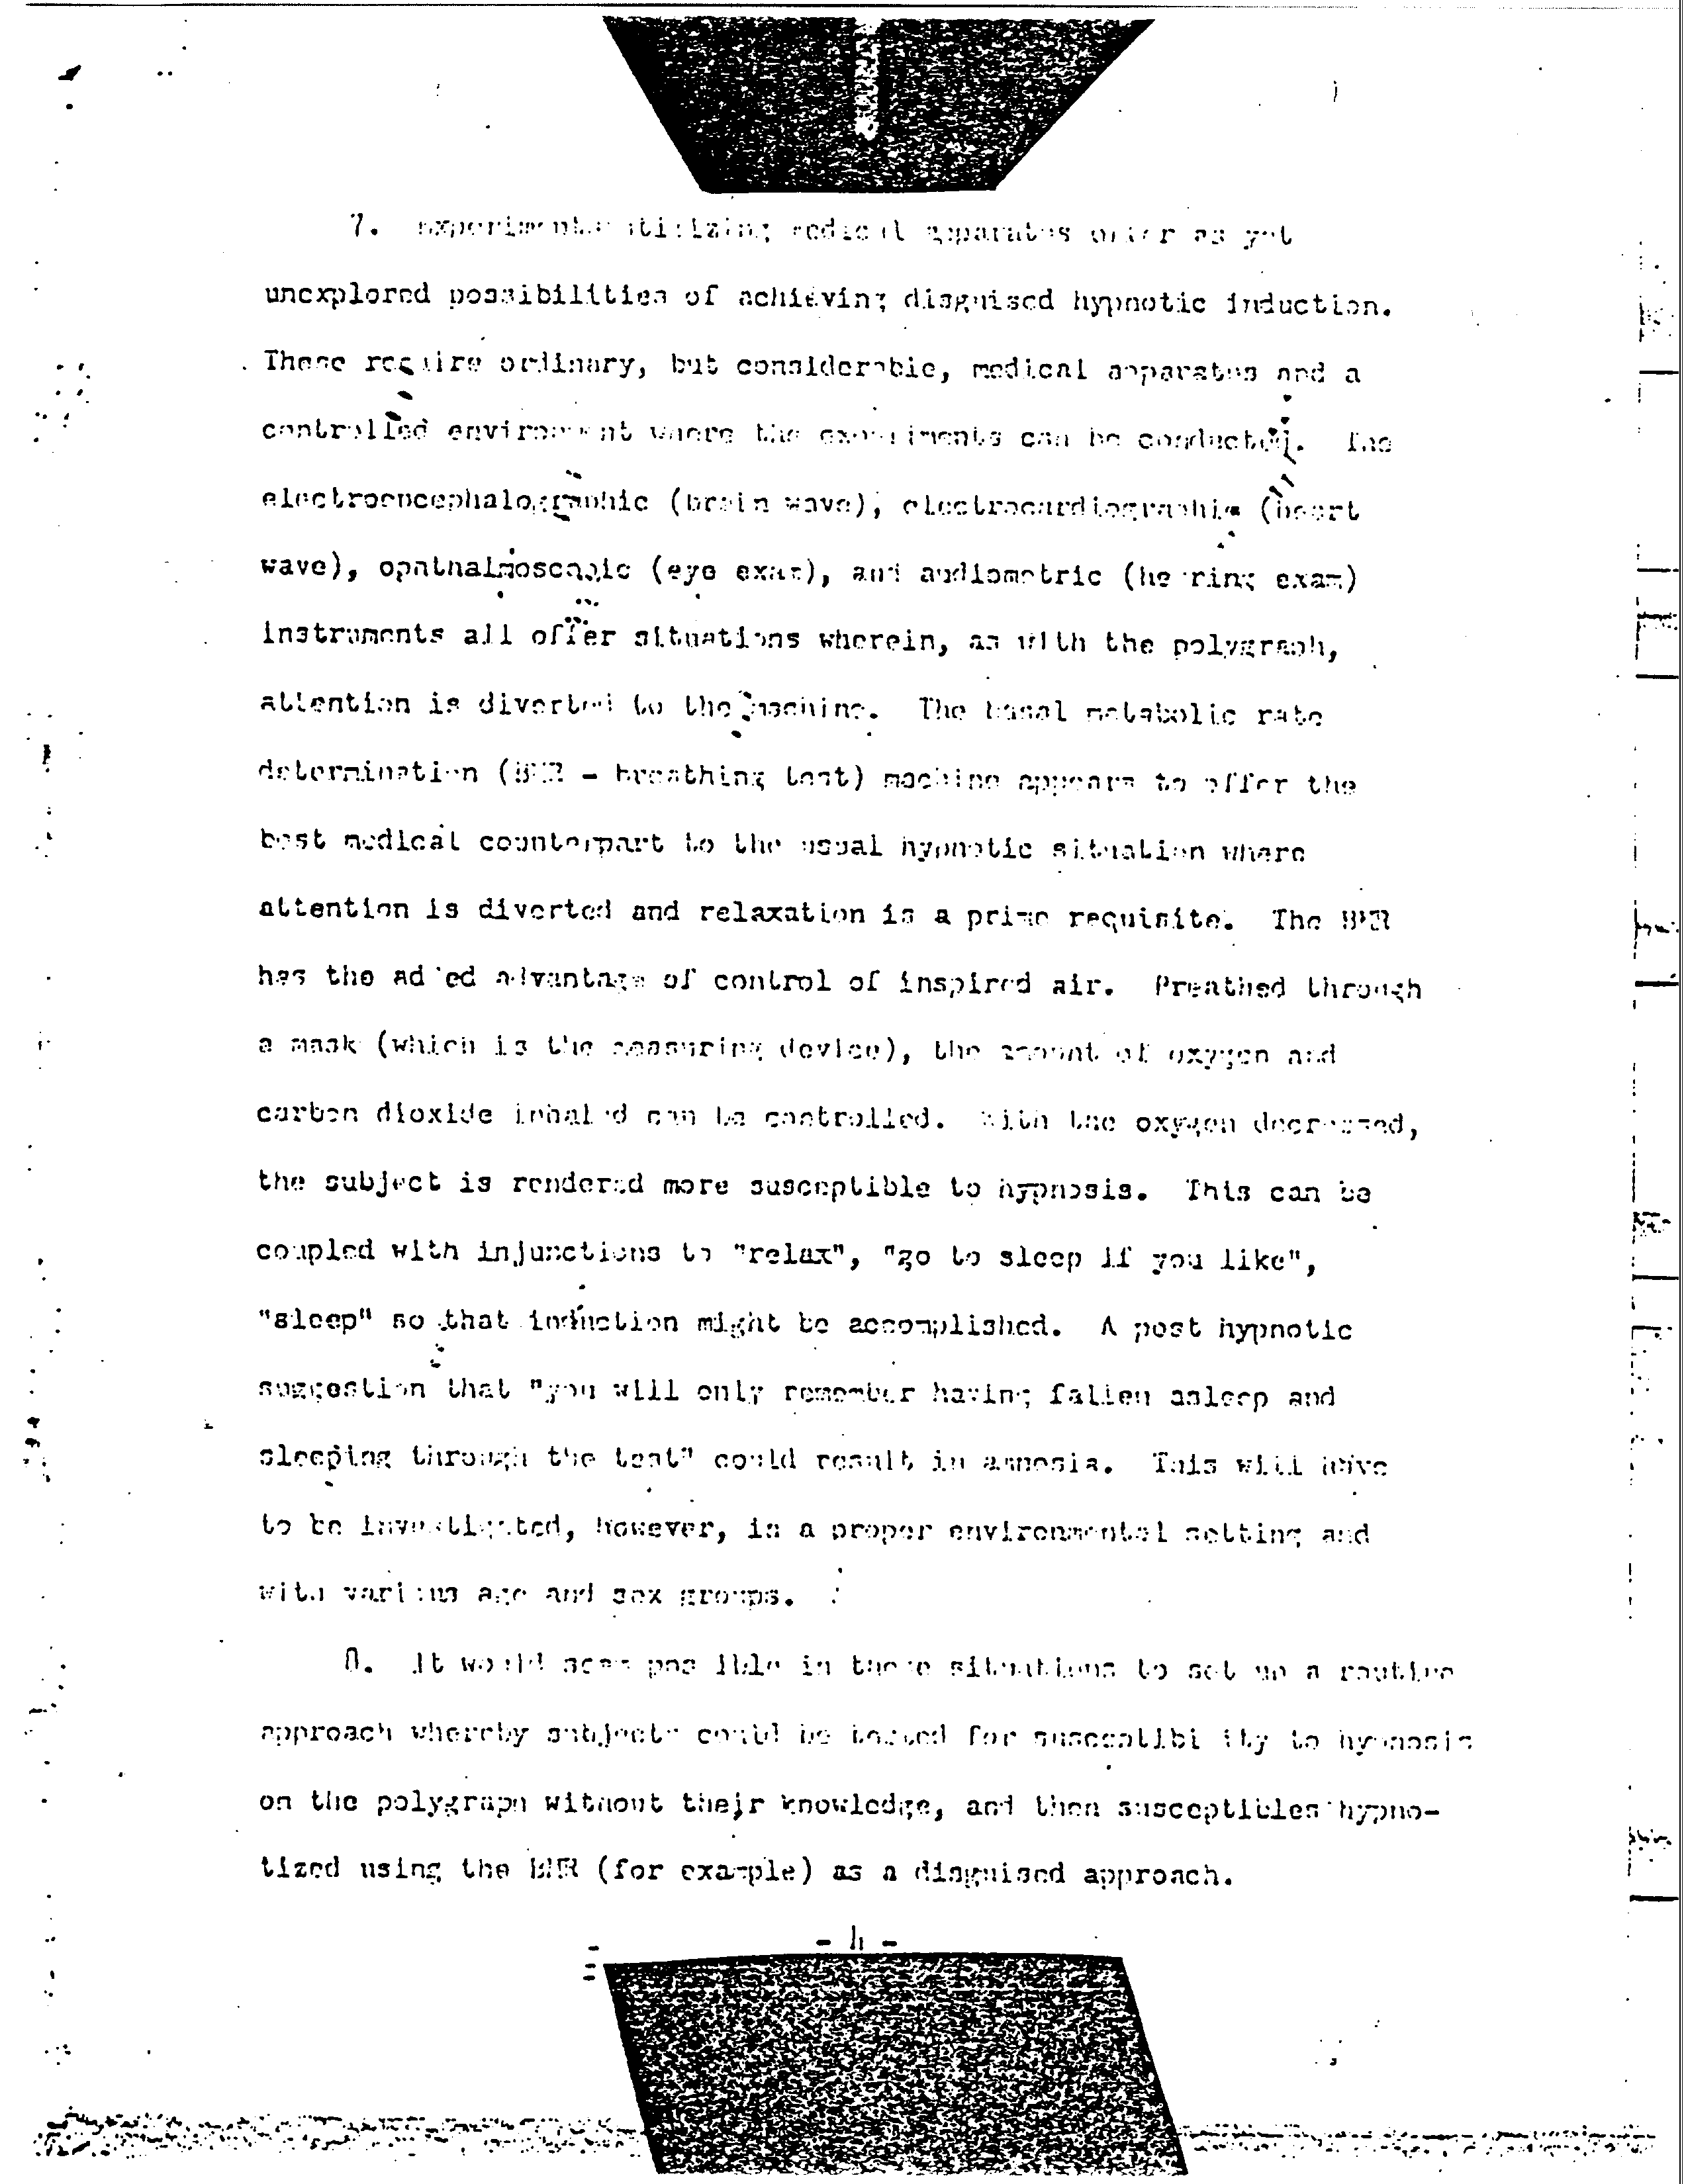 7. Experiments utilizing medical apparatus offer as yet
unexplored possibilities of achieving disguised hypnotic induction.
These require ordinary, but considerable, medical apparatus and a
controlled environment where the experiments can be conducted. The
electroencephalographic (brain wave), electrocardiographic (heart
wave), opathalmoscopic (eye exam), and audiometric (hearing exam)
instruments all offer situations wherein, as with the polygraph,
attention is diverted to the machine. The basal metabolic rate
determination (BMR - breathing test) machine appears to offer the
best medical counterpart to the usual hypnotic situation where
attention is diverted and relaxation is a prime requisite. The BMR
has the added advantage of control of inspired air. Breathed through
a mask (which is the measuring device), the amount of oxygen and
carbon dioxide inhaled can be controlled. With the oxygen decreased,
the subject is rendered more susceptible to hypnosis. This can be
coupled with injunctions to "relax", "go to sleep if you like",
"sleep" so that induction might be accomplished. A post hypnotic
suggestion that "you will only remember having fallen asleep and
sleeping through the test" could result in amnesia. This will have
to be investigated, however, in a proper environmental setting and
with various age and sex groups.
8. It would seem possible in these situations to set up a routine
approach whereby subjects could be tested for susceptibility to hypnosis
on the polygraph without their knowledge, and then susceptibles hypno-
tized using the BMR (for example) as a disguised approach.
- 4 -